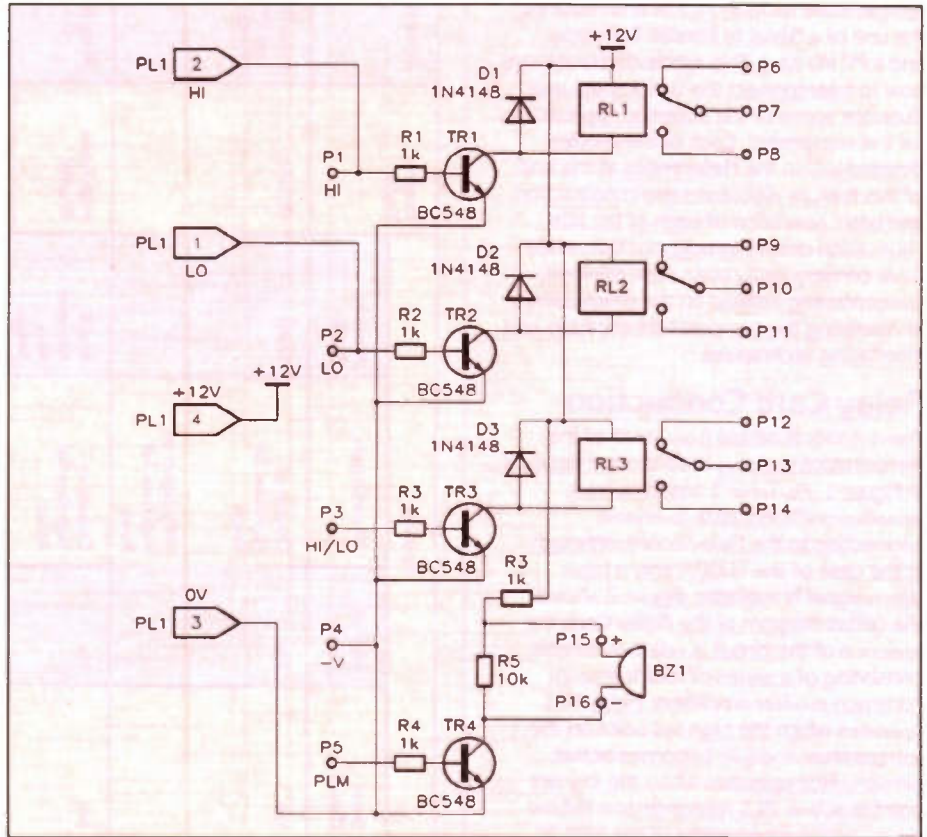 +12V
PL1
2
HI
D1
1N4148
RL1
P6
P7
P8
R1
1k
TR1
P1
HI
BC548
PL1
1
LO
D2
1N4148
RL2
P9
P10
P11
R2
1k
TR2
P2
LO
BC548
+12V
+12V
PL1
4
D3
1N4148
RL3
P12
P13
P14
R3
1k
TR3
P3
HI/LO
BC548
0V
PL1
3
R3
1k
P4
-V
P15
+
R5
10k
BZ1
P16
-
R4
1k
TR4
P5
PLM
BC548